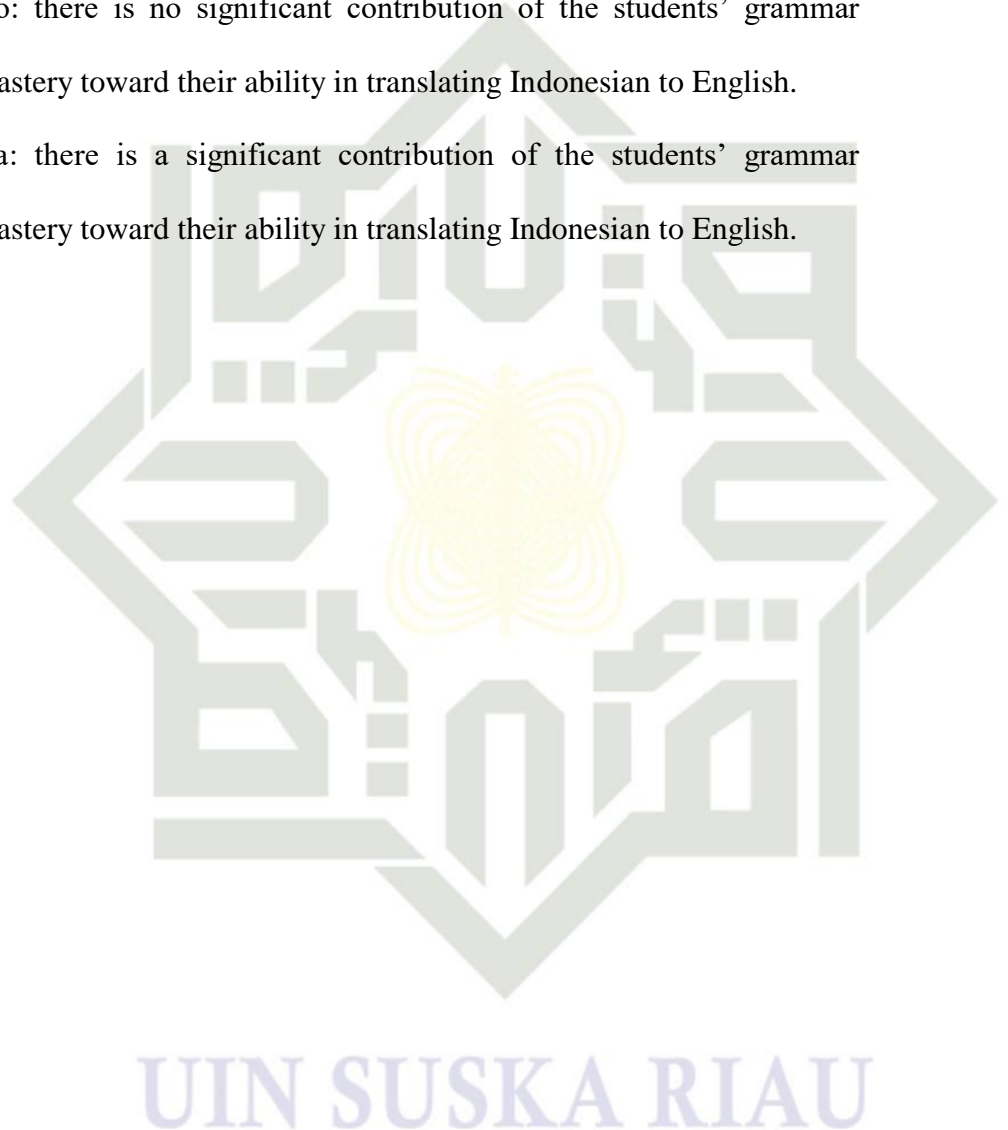 o: there is no significant contribution of the students’ grammar
astery toward their ability in translating Indonesian to English.
a: there is a significant contribution of the students’ grammar
astery toward their ability in translating Indonesian to English.
UIN SUSKA RIAU